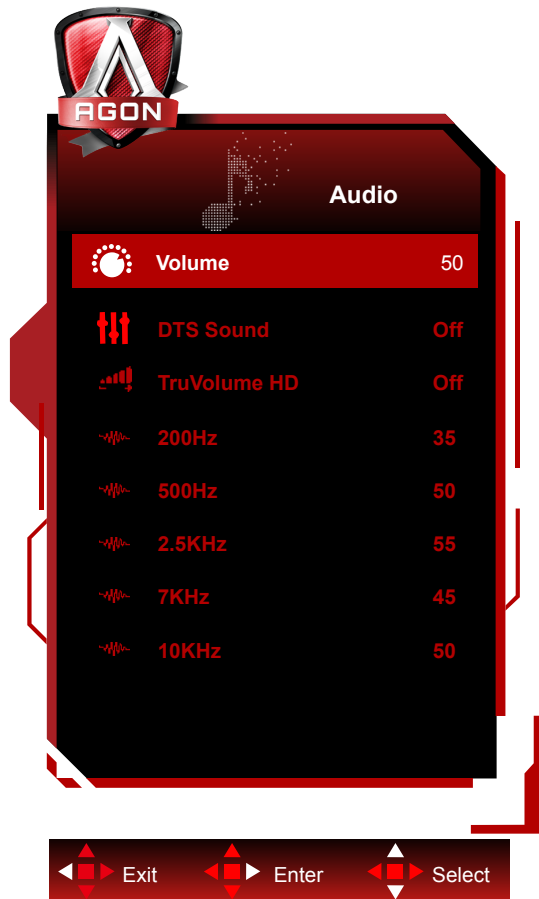 AGON
Audio
Volume 50
DTS Sound Off
TruVolume HD Off
200Hz 35
500Hz 50
2.5KHz 55
7KHz 45
10KHz 50
Exit Enter Select